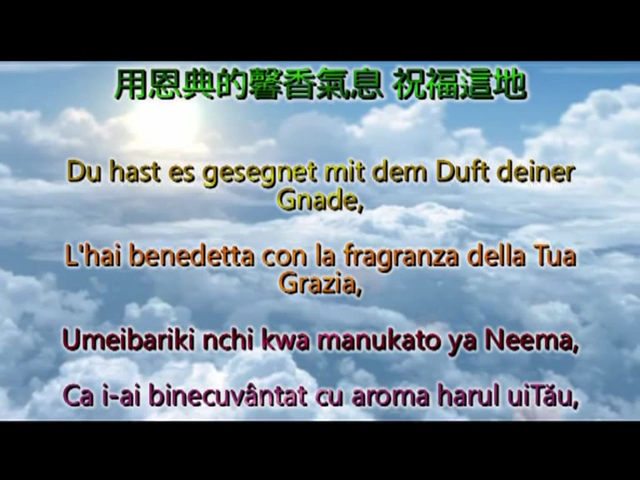 用恩典的馨香氣息 祝福這地
Du hast es gesegnet mit dem Duft deiner
Gnade,
L'hai benedetta con la fragranza della Tua
Grazia,
Umeibariki nchi kwa manukato ya Neema,
Ca i-ai binecuvântat cu aroma harul uiTău,